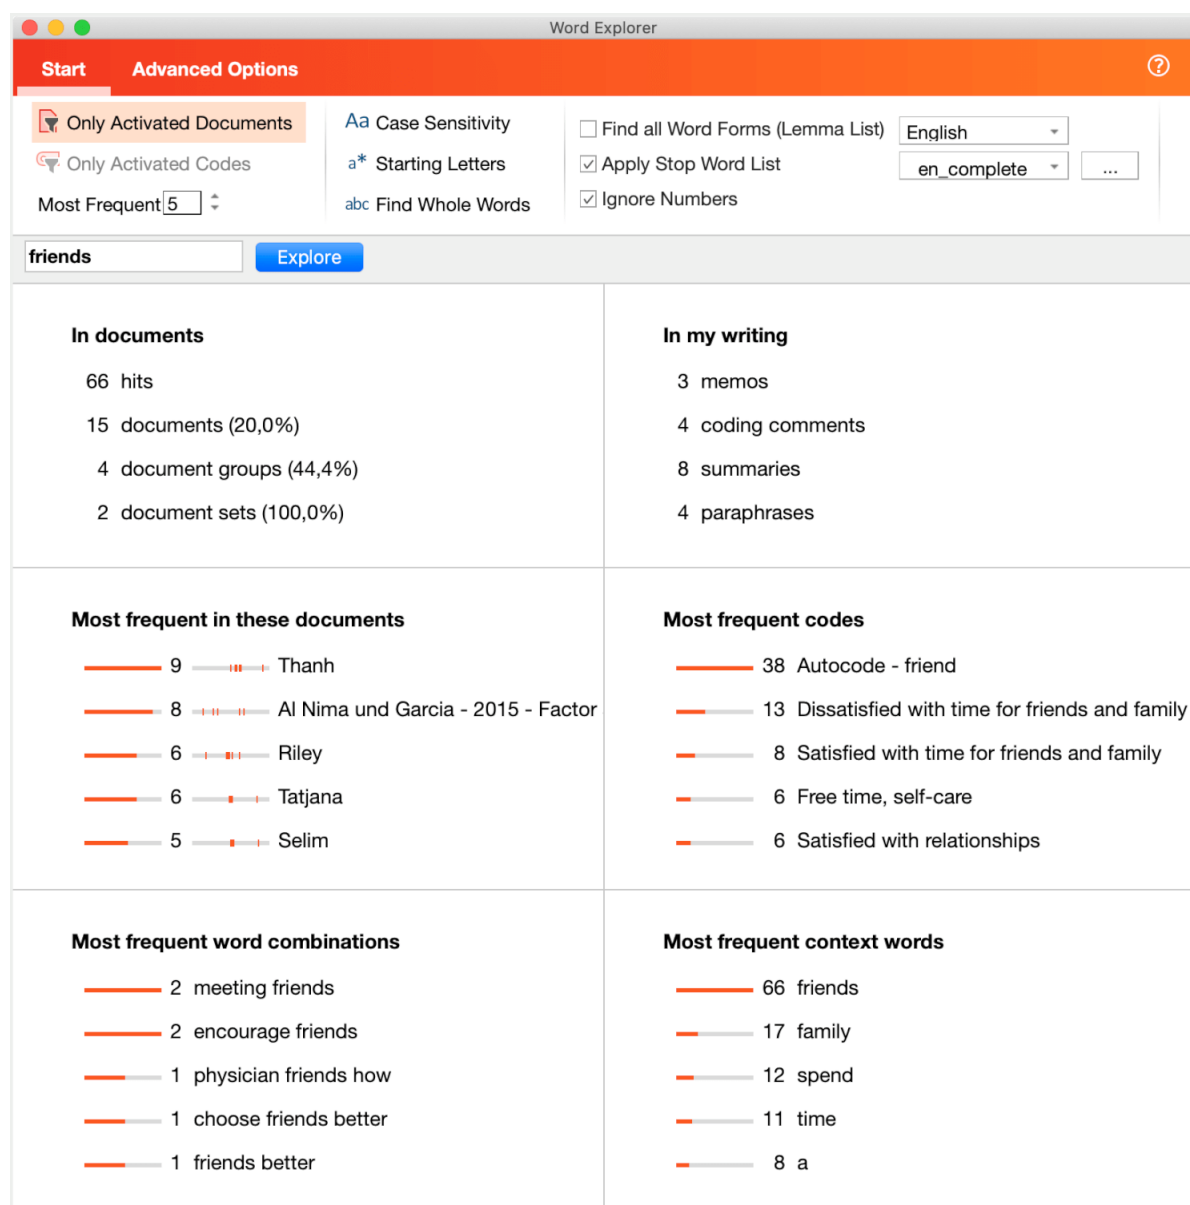 Word Explorer
Start Advanced Options
Only Activated Documents
Only Activated Codes
Most Frequent 5
Aa Case Sensitivity
a* Starting Letters
abc Find Whole Words
Find all Word Forms (Lemma List) English
Apply Stop Word List en_complete ...
Ignore Numbers
friends Explore
In documents
66 hits
15 documents (20,0%)
4 document groups (44,4%)
2 document sets (100,0%)
In my writing
3 memos
4 coding comments
8 summaries
4 paraphrases
Most frequent in these documents
9 Thanh
8 Al Nima und Garcia - 2015 - Factor
6 Riley
6 Tatjana
5 Selim
Most frequent codes
38 Autocode - friend
13 Dissatisfied with time for friends and family
8 Satisfied with time for friends and family
6 Free time, self-care
6 Satisfied with relationships
Most frequent word combinations
2 meeting friends
2 encourage friends
1 physician friends how
1 choose friends better
1 friends better
Most frequent context words
66 friends
17 family
12 spend
11 time
8 a